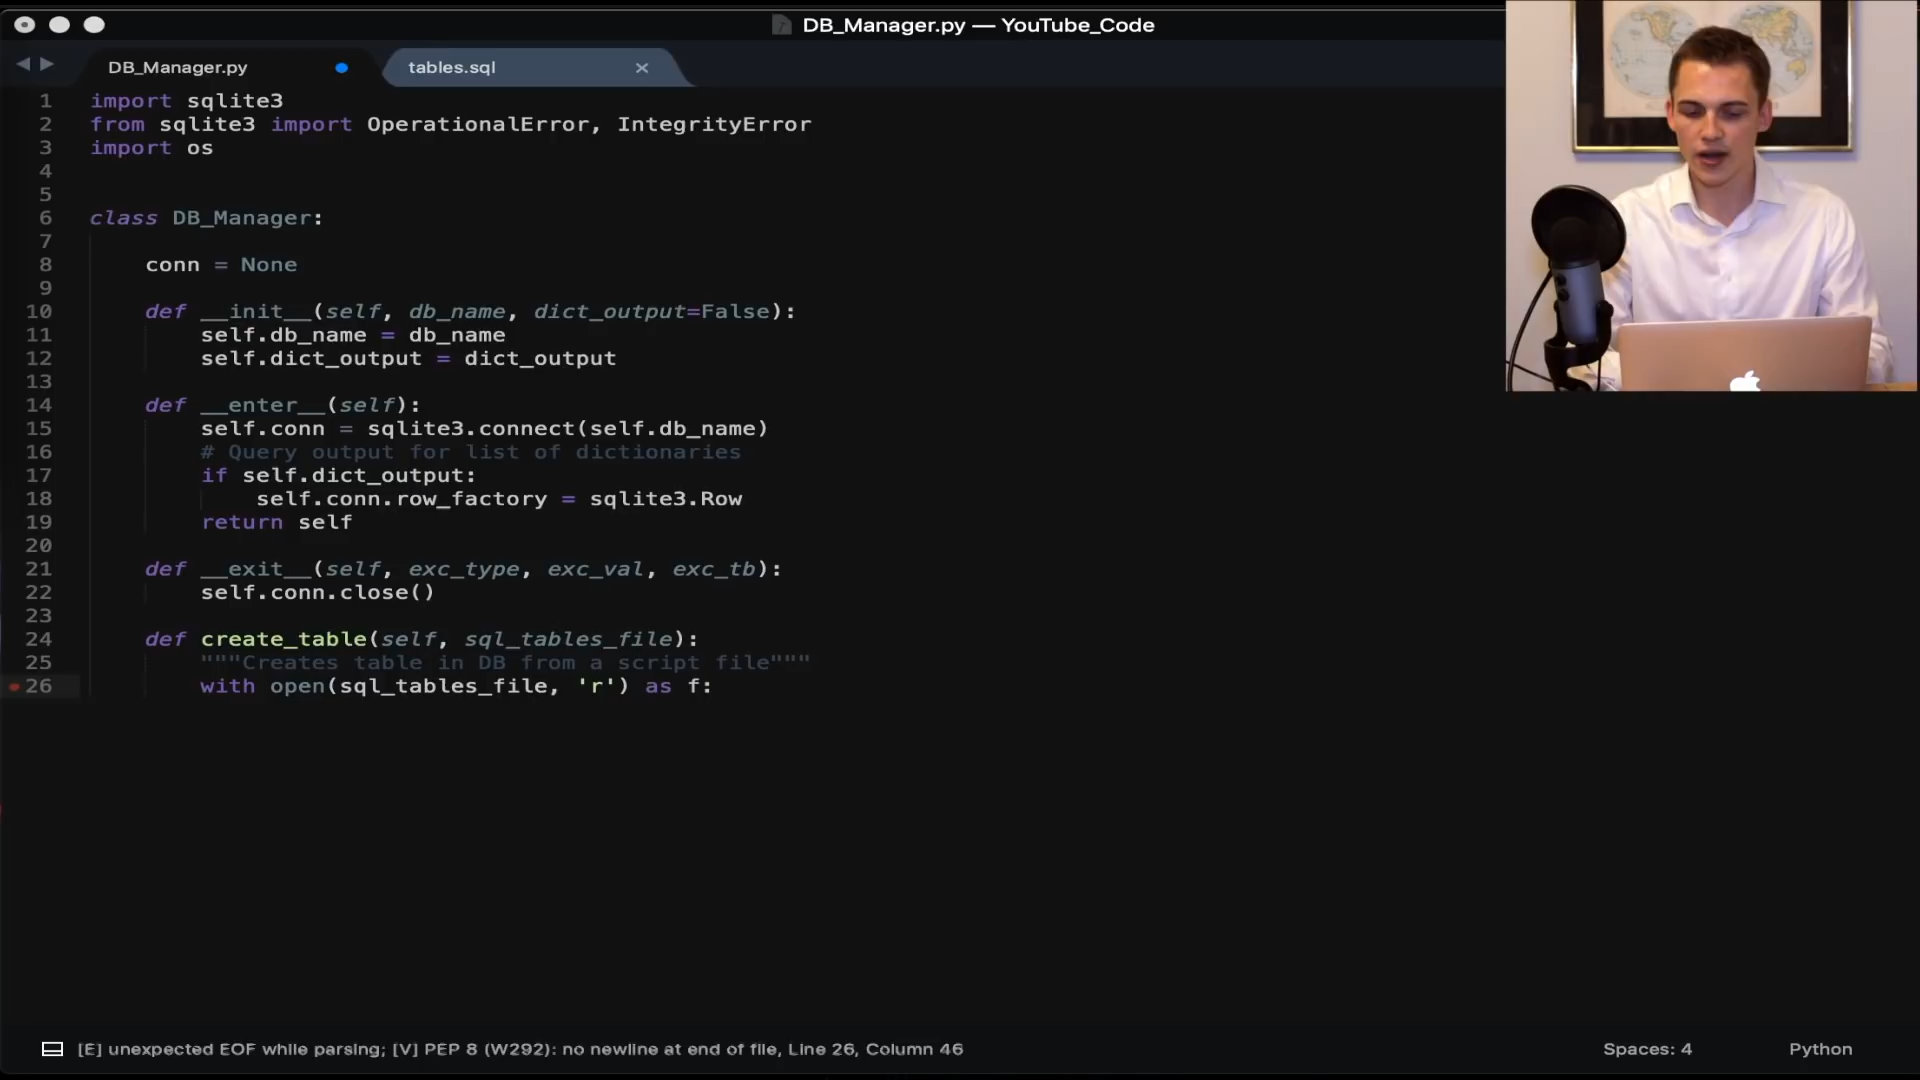 DB_Manager.py — YouTube_Code
DB_Manager.py
tables.sql
1 import sqlite3
2 from sqlite3 import OperationalError, IntegrityError
3 import os
4
5
6 class DB_Manager:
7
8 conn = None
9
10 def __init__(self, db_name, dict_output=False):
11 self.db_name = db_name
12 self.dict_output = dict_output
13
14 def __enter__(self):
15 self.conn = sqlite3.connect(self.db_name)
16 # Query output for list of dictionaries
17 if self.dict_output:
18 self.conn.row_factory = sqlite3.Row
19 return self
20
21 def __exit__(self, exc_type, exc_val, exc_tb):
22 self.conn.close()
23
24 def create_table(self, sql_tables_file):
25 """Creates table in DB from a script file"""
26 with open(sql_tables_file, 'r') as f:
[E] unexpected EOF while parsing; [V] PEP 8 (W292): no newline at end of file, Line 26, Column 46
Spaces: 4
Python